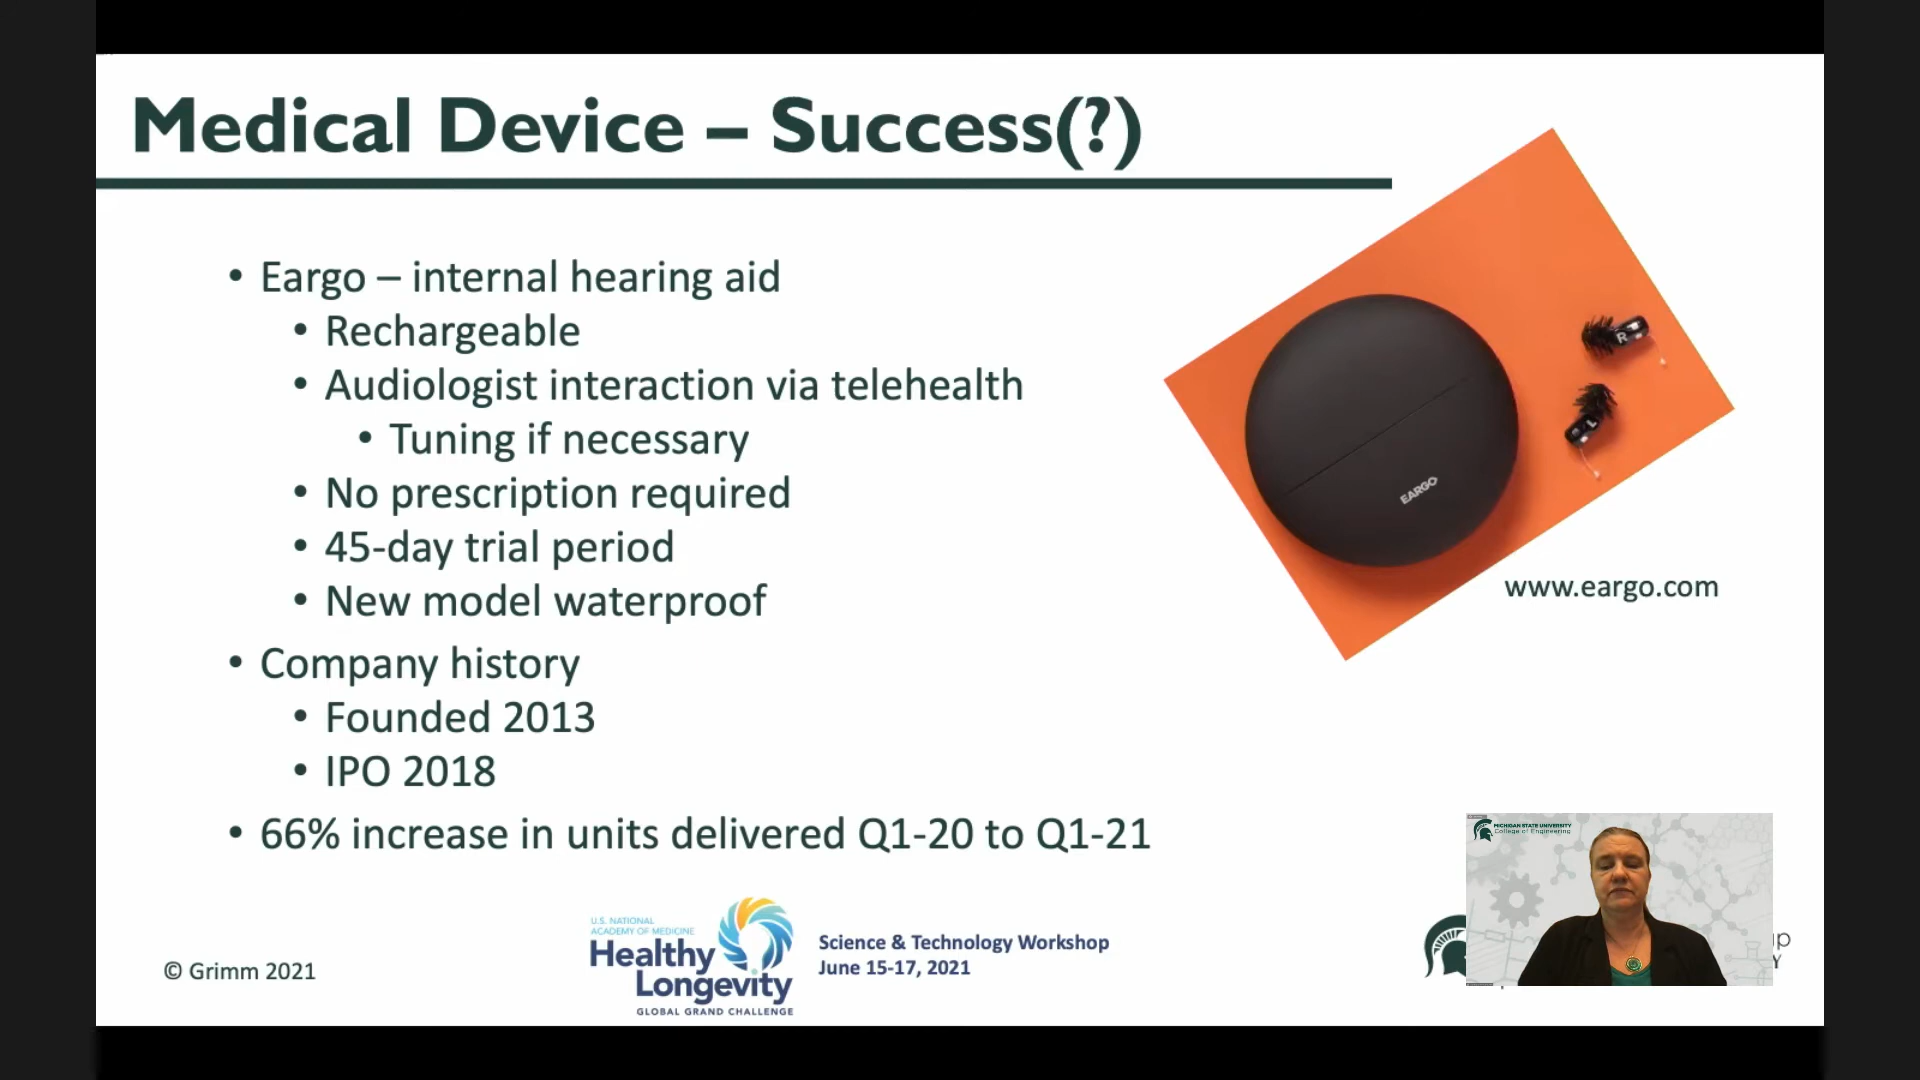 Medical Device – Success(?)
• Eargo – internal hearing aid
• Rechargeable
• Audiologist interaction via telehealth
• Tuning if necessary
• No prescription required
• 45-day trial period
• New model waterproof
• Company history
• Founded 2013
• IPO 2018
• 66% increase in units delivered Q1-20 to Q1-21
R
L
EARGO
www.eargo.com
© Grimm 2021
U.S. NATIONAL
ACADEMY OF MEDICINE
Healthy
Longevity
GLOBAL GRAND CHALLENGE
Science & Technology Workshop
June 15-17, 2021
MICHIGAN STATE UNIVERSITY
College of Engineering
up
Y